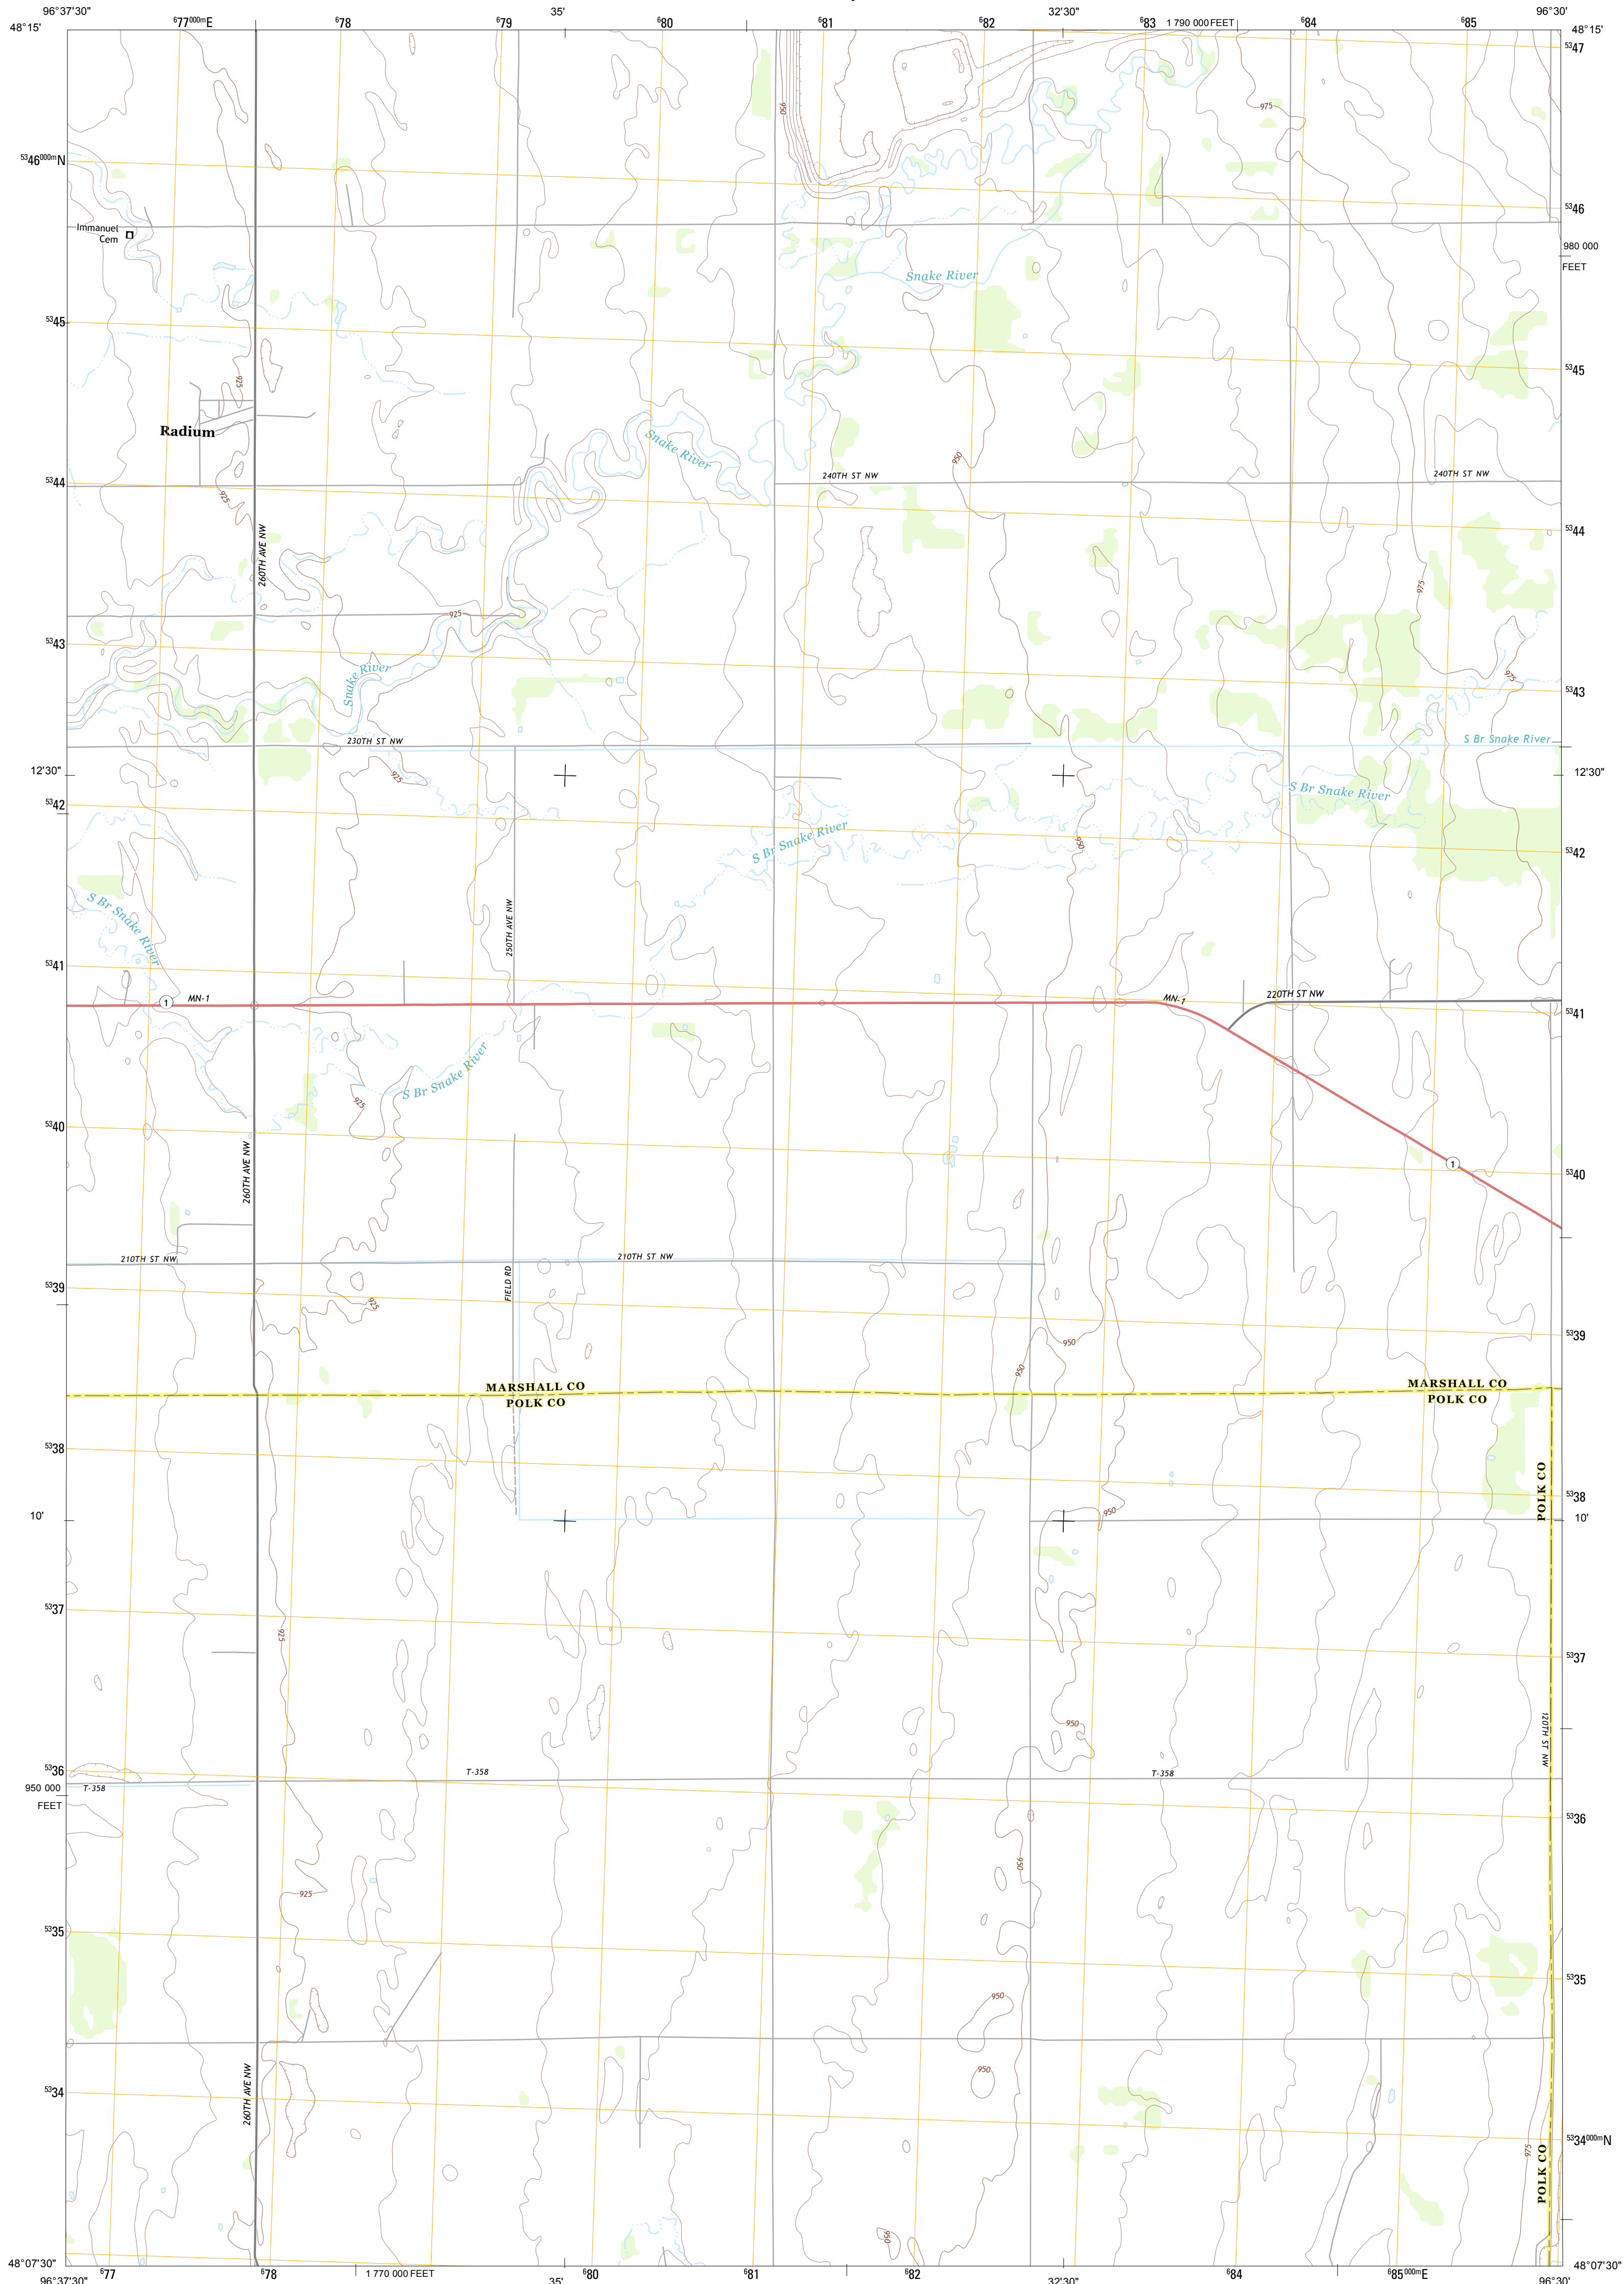 96°37'30" 677000mE 678 679 35' 680 681 682 32'30" 683 1 790 000 FEET 684 685 96°30'
48°15' 48°15'
5347
950
975
5346000mN
5346
Immanuel
Cem
980 000
FEET
Snake River
5345
5345
925
Radium
Snake River
950
240TH ST NW
240TH ST NW
5344
925
5344
260TH AVE NW
975
925
5343
Snake River
975
5343
230TH ST NW
S Br Snake River
12'30"
925
12'30"
S Br Snake River
5342
S Br Snake River
950
5342
S Br Snake River
250TH AVE NW
5341
1 MN-1
MN-1
220TH ST NW
5341
S Br Snake River
925
5340
260TH AVE NW
1
5340
210TH ST NW
210TH ST NW
FIELD RD
5339
925
5339
950
950
MARSHALL CO
POLK CO
MARSHALL CO
POLK CO
5338
POLK CO
5338
10'
950
10'
5337
925
5337
950
120TH ST NW
5336
T-358
T-358
950 000
FEET
T-358
5336
950
925
5335
5335
950
950
5334
260TH AVE NW
5334000mN
975
POLK CO
950
48°07'30" 48°07'30"
677 678 1 770 000 FEET 680 681 682 684 685000mE
96°37'30" 35' 32'30" 96°30'